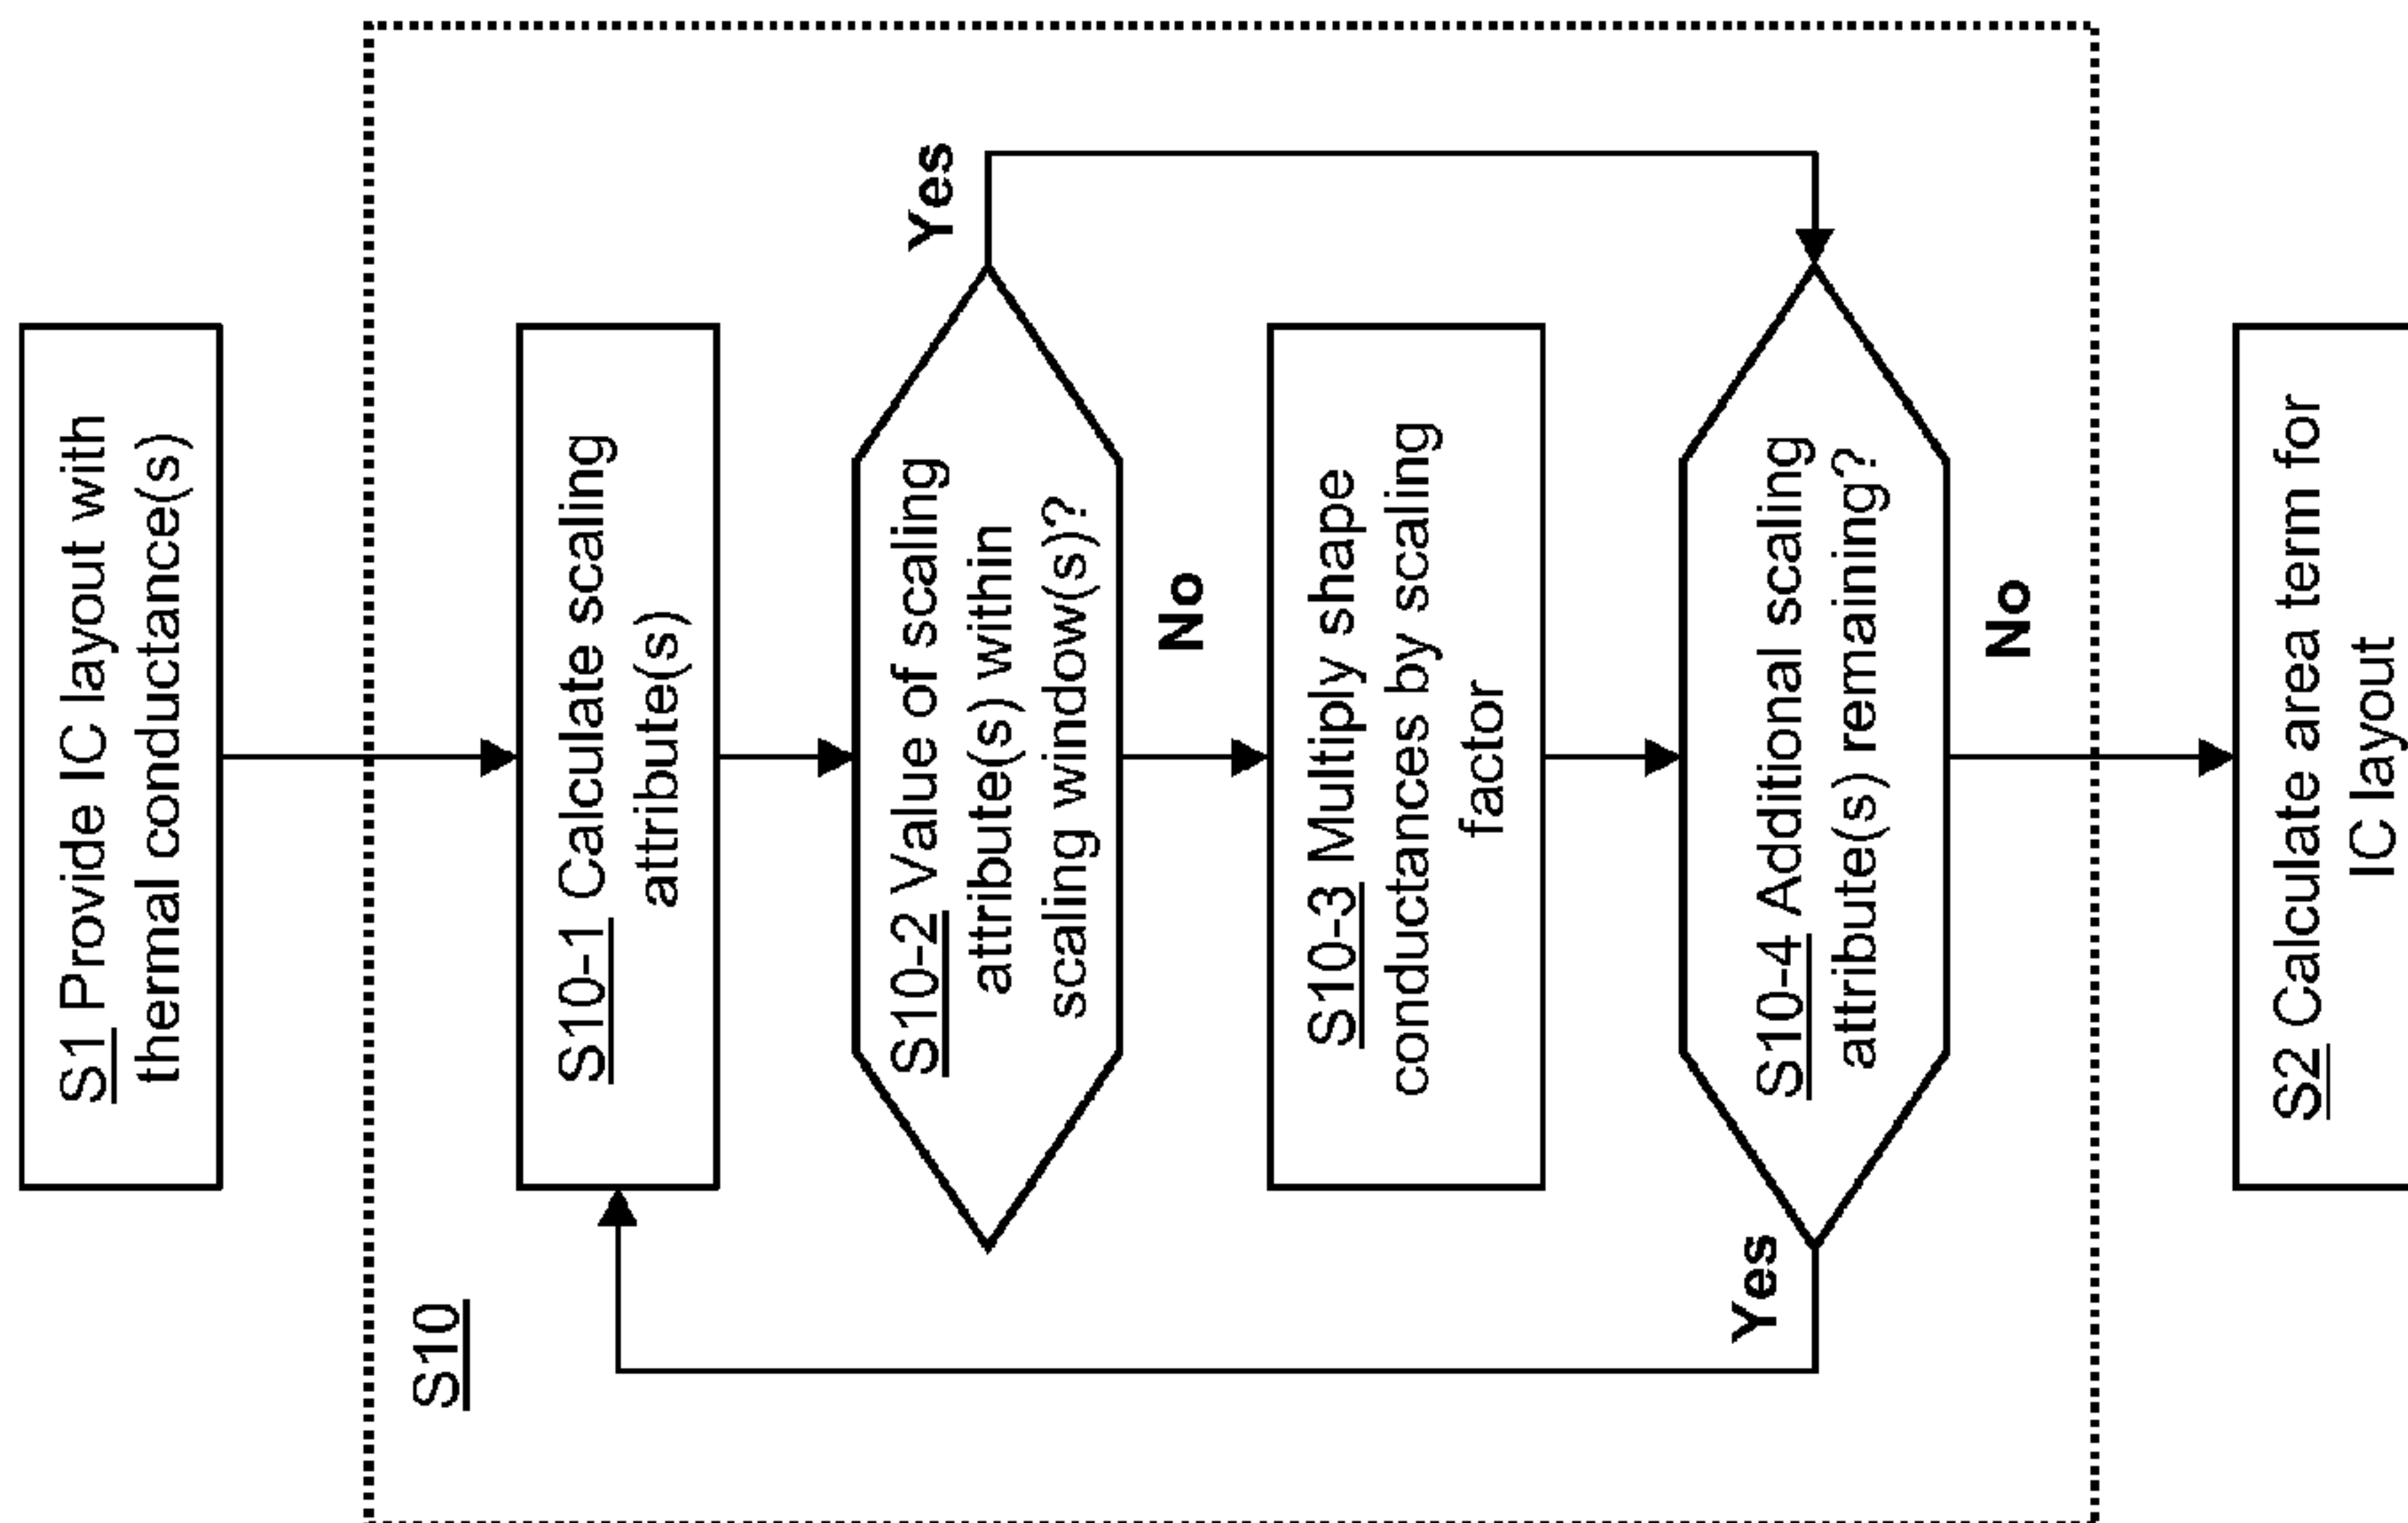 S1 Provide IC layout with
thermal conductance(s)
S10
S10-1 Calculate scaling
attribute(s)
S10-2 Value of scaling
attribute(s) within
scaling window(s)?
Yes
No
S10-3 Multiply shape
conductances by scaling
factor
S10-4 Additional scaling
attribute(s) remaining?
Yes
No
S2 Calculate area term for
IC layout